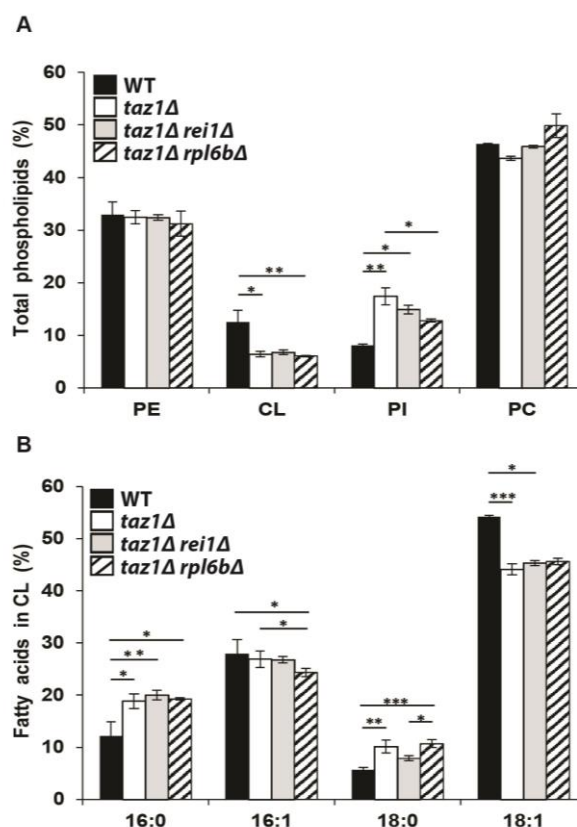 A
Total phospholipids (%)
60
50
40
30
20
10
0
WT
taz1Δ
taz1Δ rei1Δ
taz1Δ rpl6bΔ
**
*
*
*
**
*
PE CL PI PC
B
Fatty acids in CL (%)
60
50
40
30
20
10
0
WT
taz1Δ
taz1Δ rei1Δ
taz1Δ rpl6bΔ
*
**
*
*
*
***
**
*
*
***
16:0 16:1 18:0 18:1